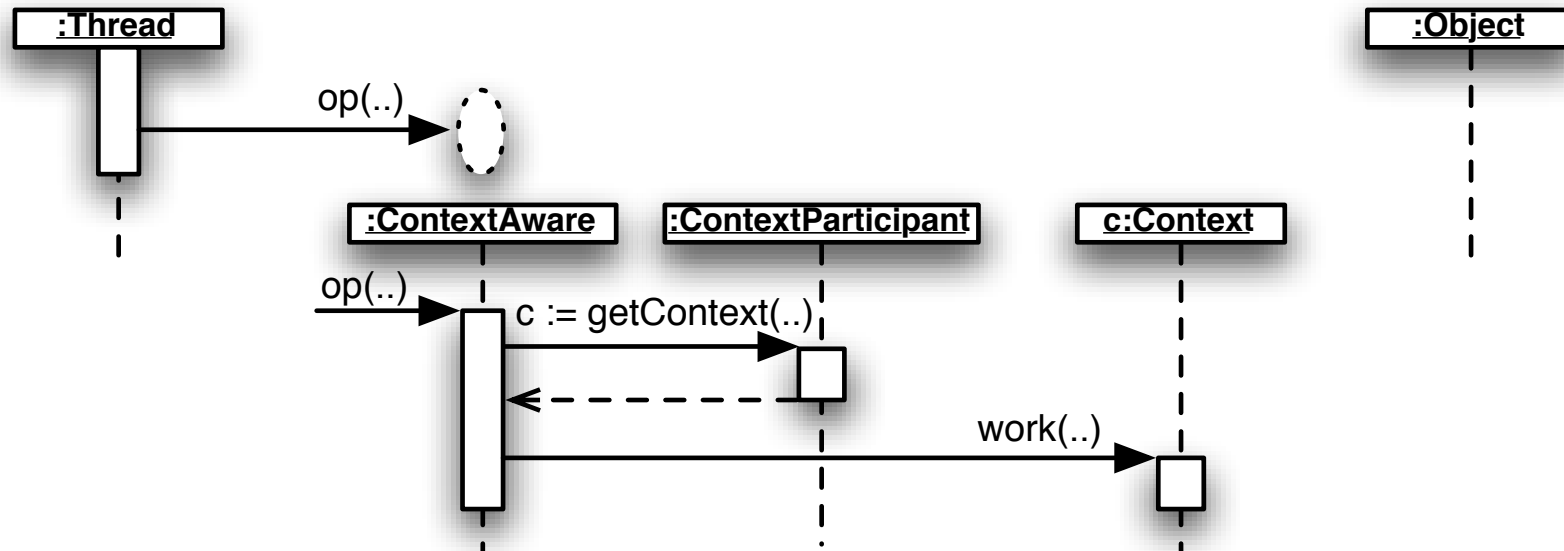 :Thread
:Object
op(..)
:ContextAware
:ContextParticipant
c:Context
op(..)
c := getContext(..)
work(..)